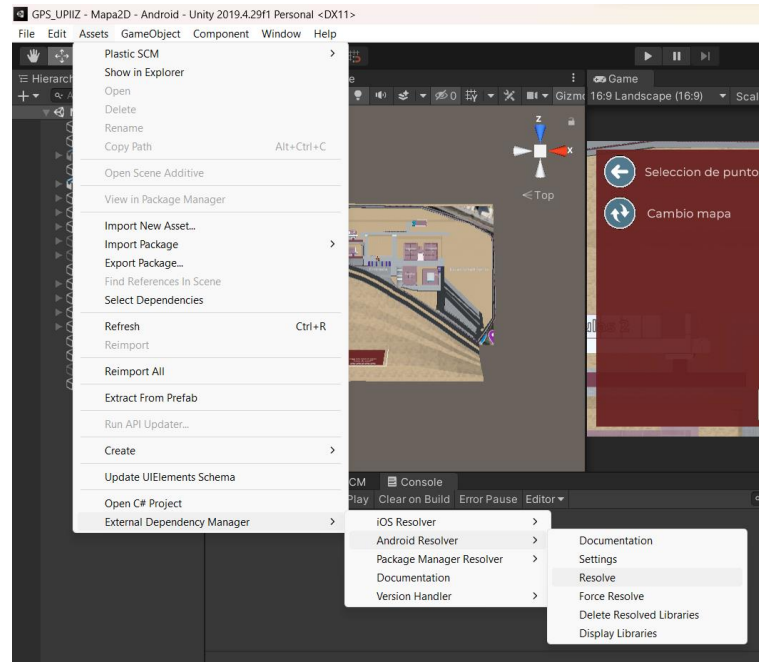 GPS_UPIIZ - Mapa2D - Android - Unity 2019.4.29f1 Personal <DX11>
File Edit Assets GameObject Component Window Help
Plastic SCM >
Show in Explorer
Open
Delete
Rename
Copy Path Alt+Ctrl+C
Open Scene Additive
View in Package Manager
Import New Asset...
Import Package >
Export Package...
Find References In Scene
Select Dependencies
Refresh Ctrl+R
Reimport
Reimport All
Extract From Prefab
Run API Updater...
Create >
Update UIElements Schema
Open C# Project
External Dependency Manager >
Hierarch
0
Gizm
Z
x
<Top
Game
16:9 Landscape (16:9) Scal
Seleccion de punto
Cambio mapa
CM Console
Play Clear on Build Error Pause Editor
iOS Resolver >
Android Resolver >
Package Manager Resolver >
Documentation
Version Handler >
Documentation
Settings
Resolve
Force Resolve
Delete Resolved Libraries
Display Libraries